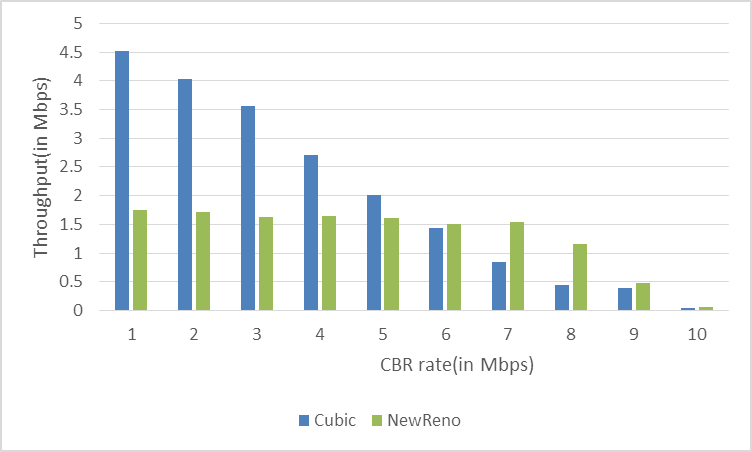 5
4.5
4
3.5
3
2.5
2
1.5
1
0.5
0
Throughput(in Mbps)
1 2 3 4 5 6 7 8 9 10
CBR rate(in Mbps)
Cubic NewReno